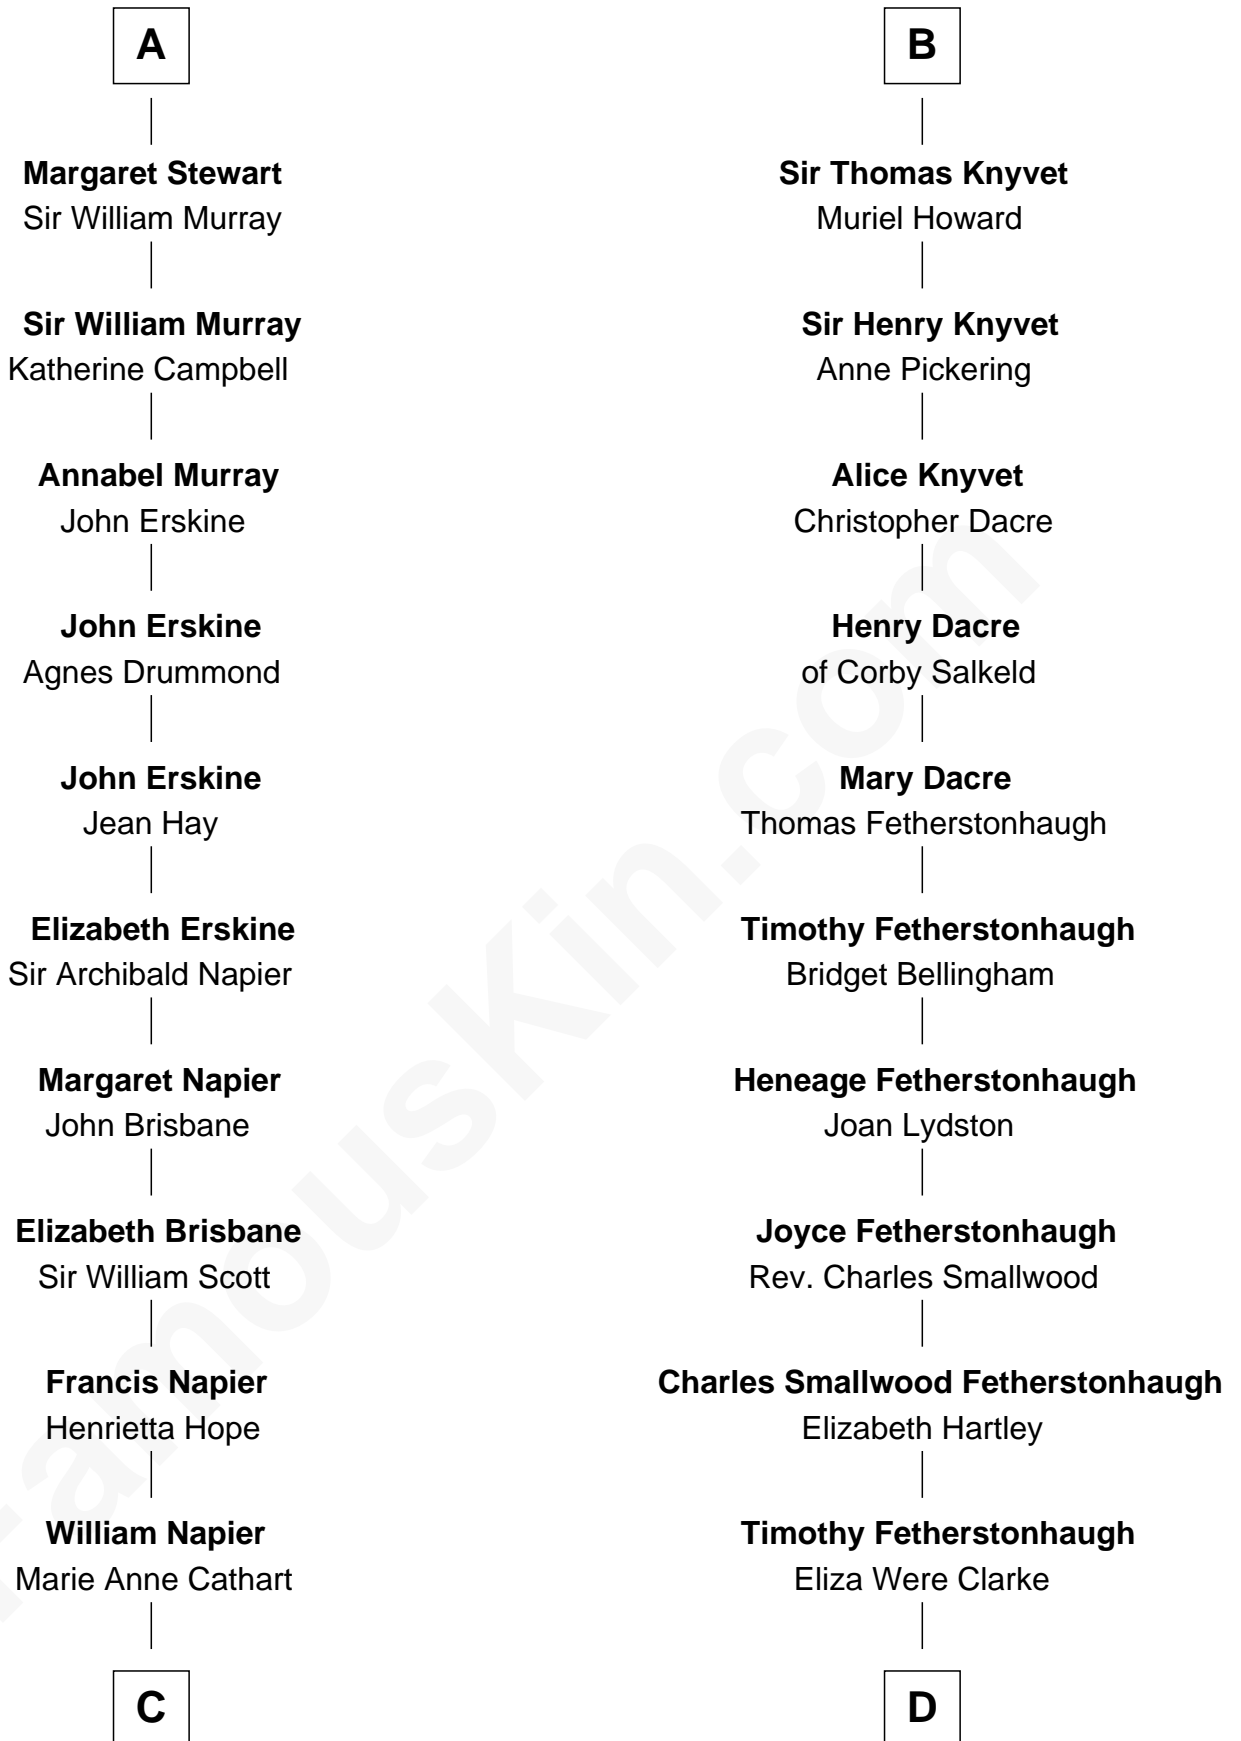 A
Margaret Stewart
Sir William Murray
Sir William Murray
Katherine Campbell
Annabel Murray
John Erskine
John Erskine
Agnes Drummond
John Erskine
Jean Hay
Elizabeth Erskine
Sir Archibald Napier
Margaret Napier
John Brisbane
Elizabeth Brisbane
Sir William Scott
Francis Napier
Henrietta Hope
William Napier
Marie Anne Cathart
C
B
Sir Thomas Knyvet
Muriel Howard
Sir Henry Knyvet
Anne Pickering
Alice Knyvet
Christopher Dacre
Henry Dacre
of Corby Salkeld
Mary Dacre
Thomas Fetherstonhaugh
Timothy Fetherstonhaugh
Bridget Bellingham
Heneage Fetherstonhaugh
Joan Lydston
Joyce Fetherstonhaugh
Rev. Charles Smallwood
Charles Smallwood Fetherstonhaugh
Elizabeth Hartley
Timothy Fetherstonhaugh
Eliza Were Clarke
D
FamousKin.com